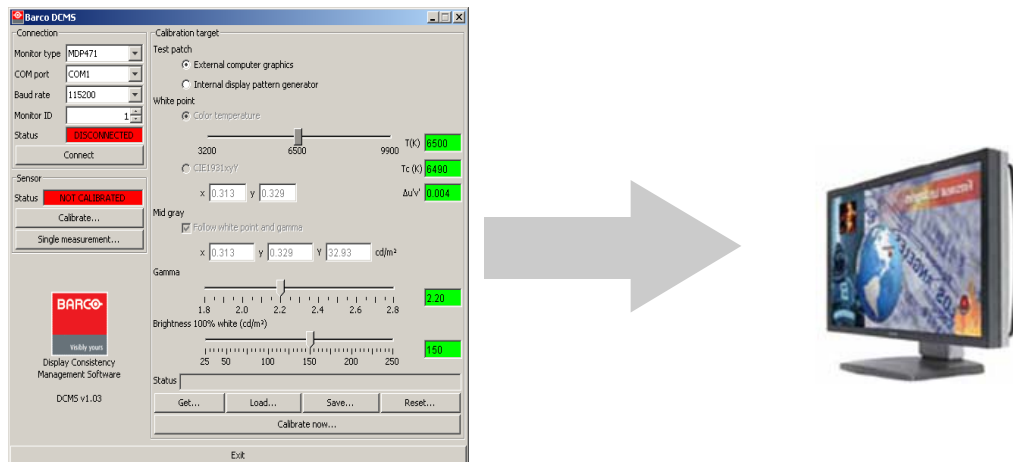 Barco DCMS
Connection
Monitor type MDP471
COM port COM1
Baud rate 115200
Monitor ID 1
Status DISCONNECTED
Connect
Sensor
Status NOT CALIBRATED
Calibrate...
Single measurement...
BARCO
Visibly yours
Display Consistency
Management Software
DCMS v1.03
Calibration target
Test patch
External computer graphics
Internal display pattern generator
White point
Color temperature
3200 6500 9900 T(K) 6500
CIE1931xyY Tc (K) 6490
x 0.313 y 0.329 Δu'v' 0.004
Mid gray
Follow white point and gamma
x 0.313 y 0.329 Y 32.93 cd/m²
Gamma
2.20
1.8 2.0 2.2 2.4 2.6 2.8
Brightness 100% white (cd/m²)
150
25 50 100 150 200 250
Status
Get... Load... Save... Reset...
Calibrate now...
Exit